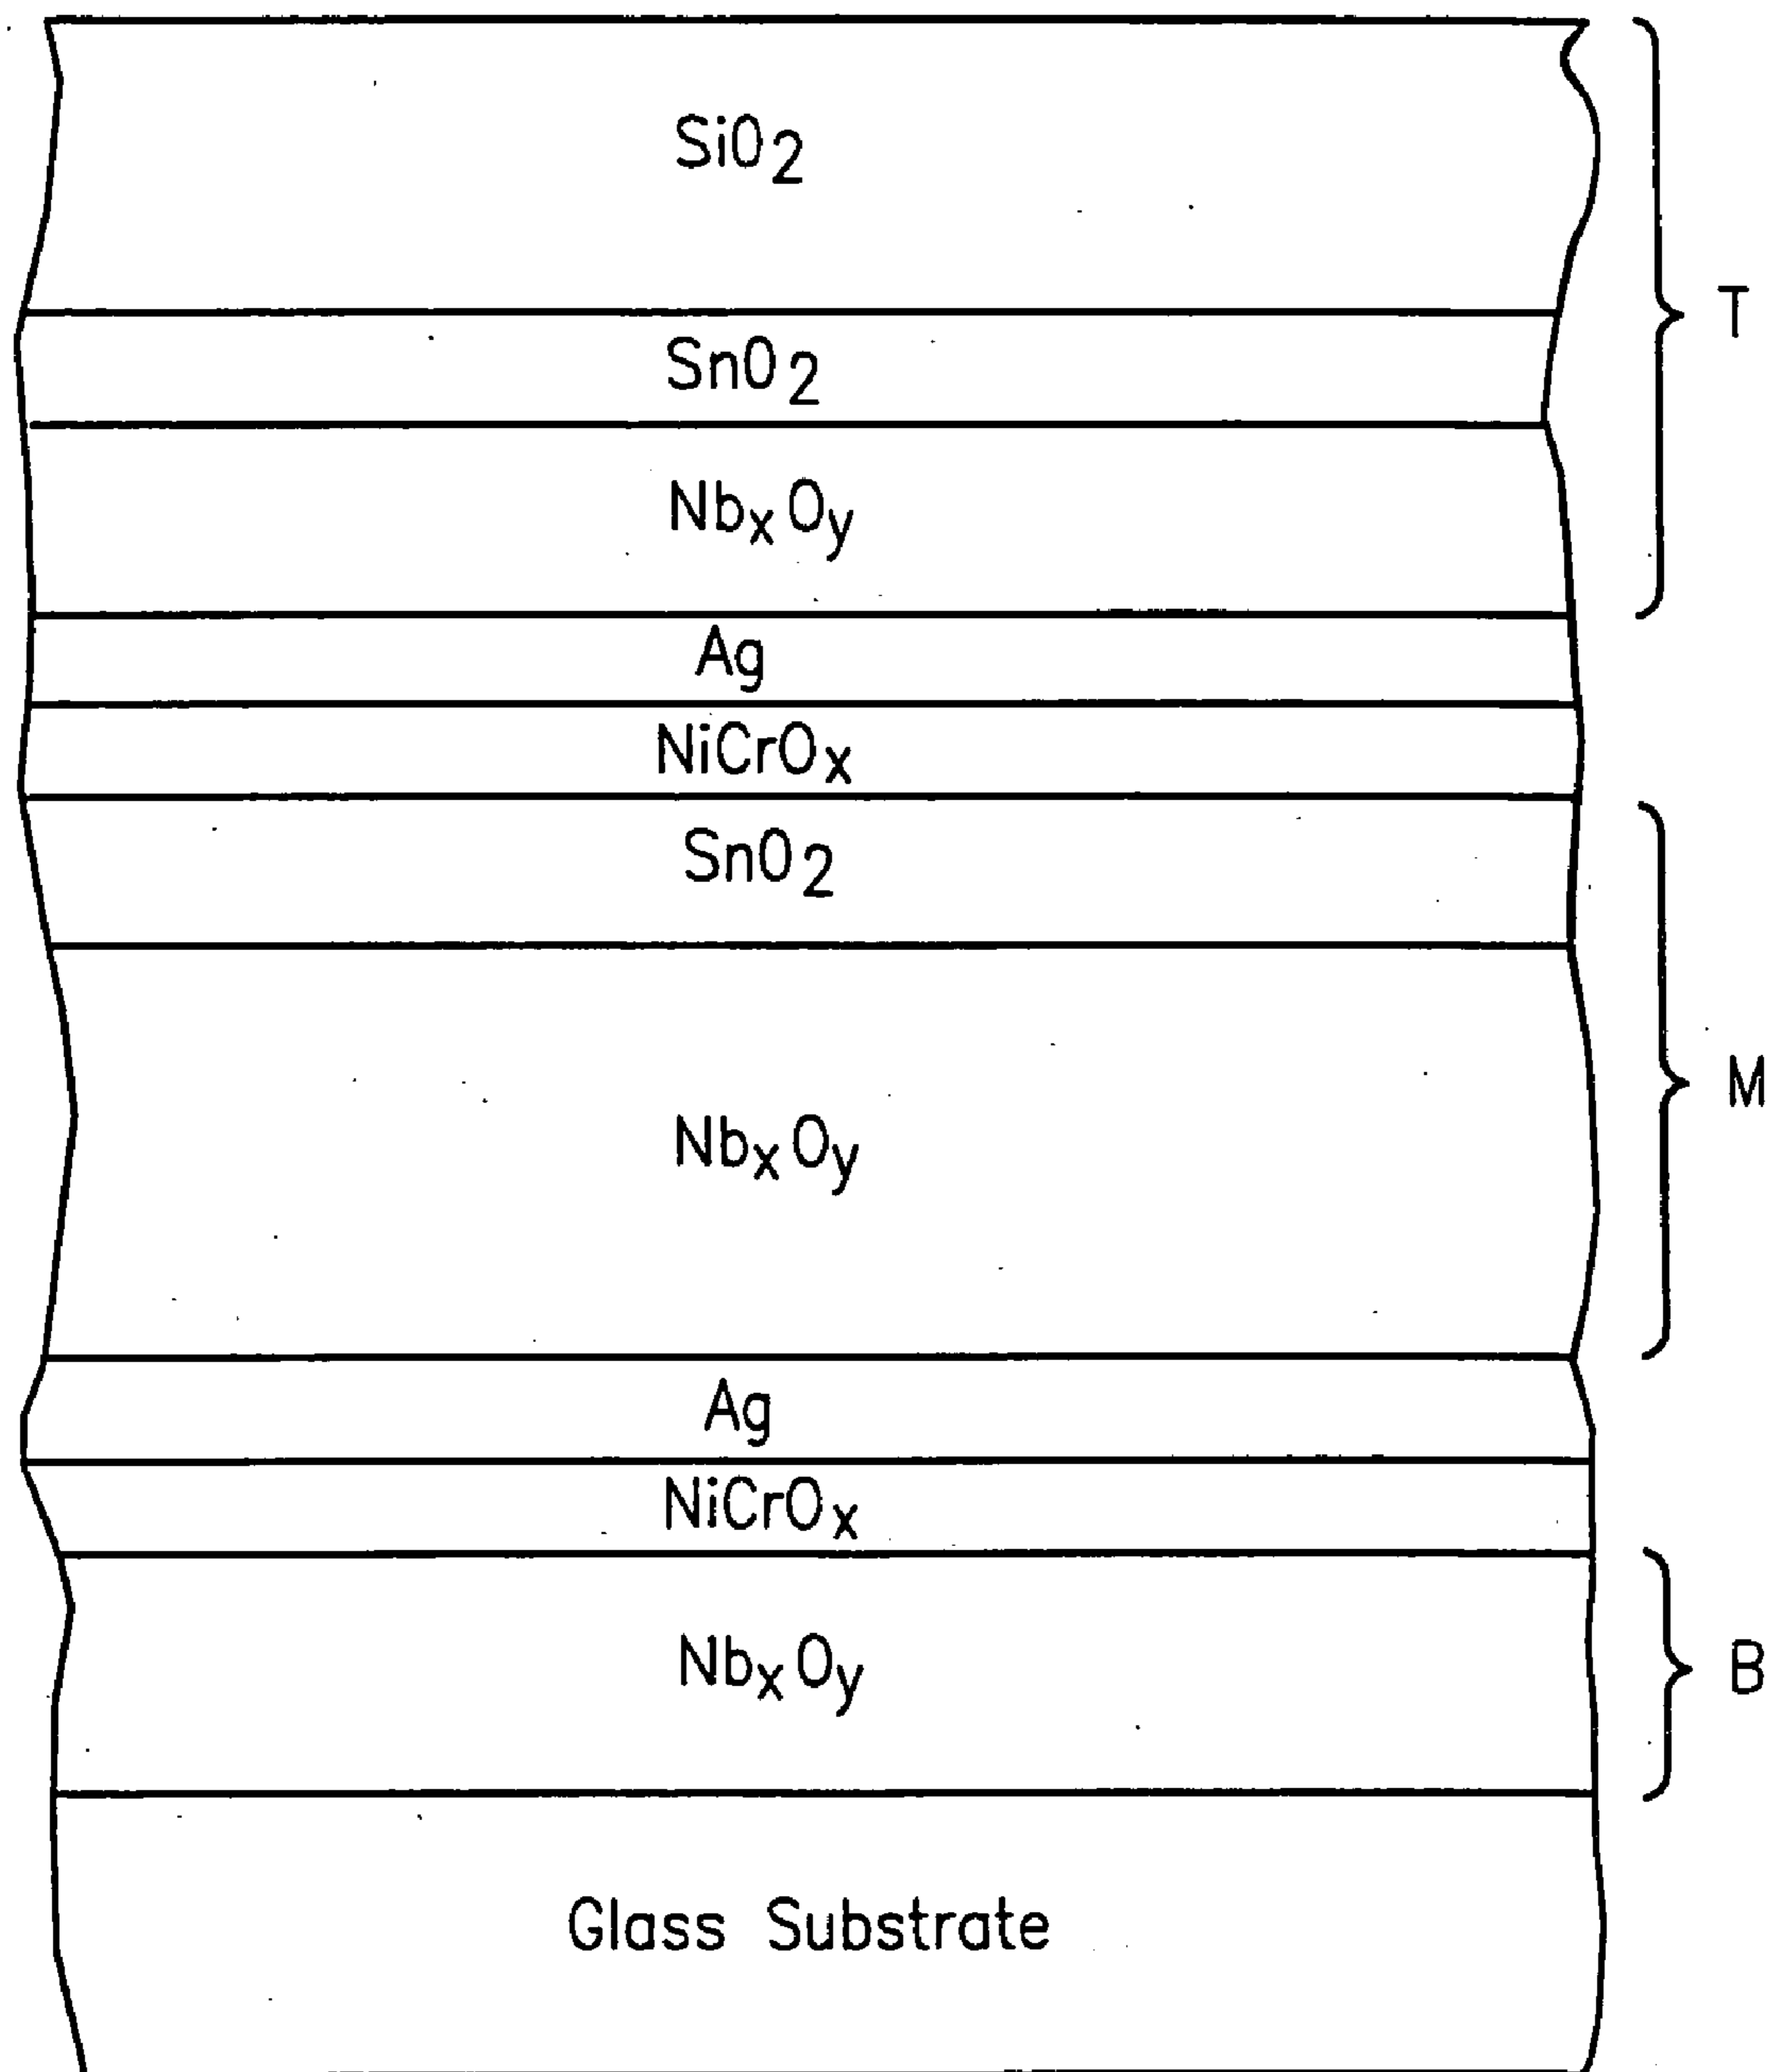 SiO2
T
SnO2
NbxOy
Ag
NiCrOx
SnO2
M
NbxOy
Ag
NiCrOx
B
NbxOy
Glass Substrate